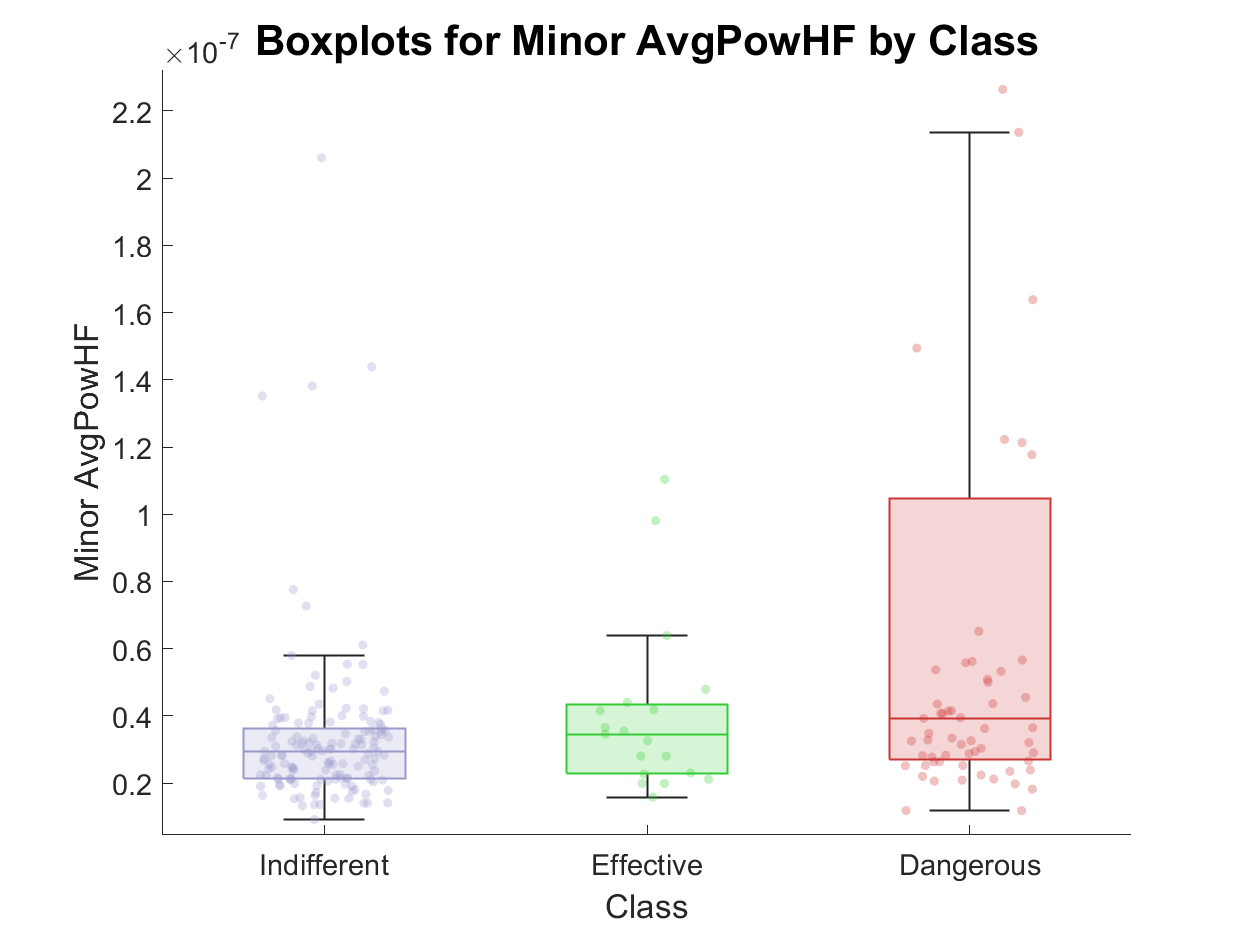 ×10-7
Boxplots for Minor AvgPowHF by Class
Minor AvgPowHF
2.2
2
1.8
1.6
1.4
1.2
1
0.8
0.6
0.4
0.2
Indifferent
Effective
Dangerous
Class